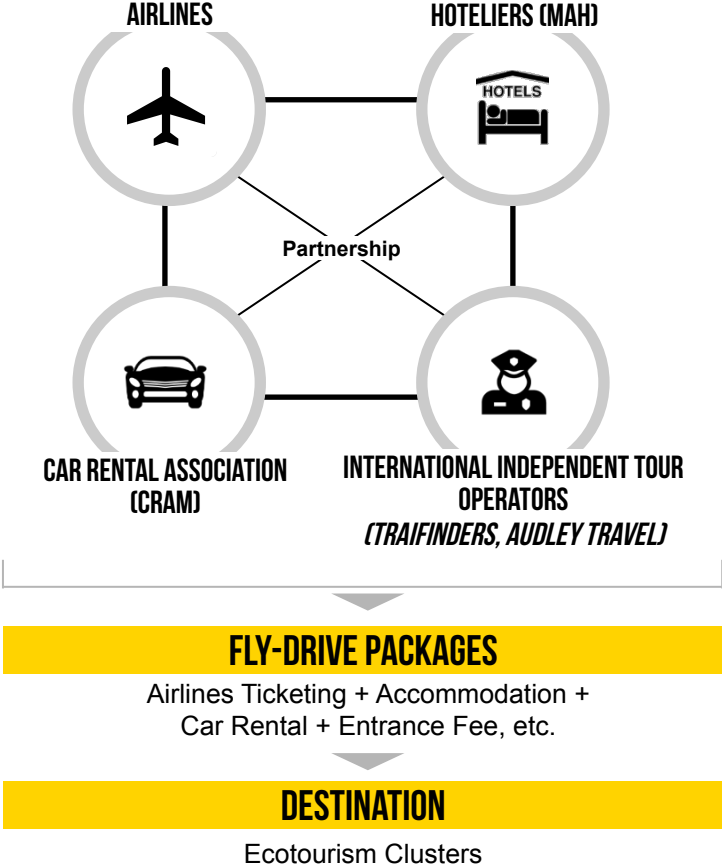 AIRLINES
HOTELIERS (MAH)
HOTELS
Partnership
CAR RENTAL ASSOCIATION
(CRAM)
INTERNATIONAL INDEPENDENT TOUR
OPERATORS
(TRAIFINDERS, AUDLEY TRAVEL)
FLY-DRIVE PACKAGES
Airlines Ticketing + Accommodation +
Car Rental + Entrance Fee, etc.
DESTINATION
Ecotourism Clusters